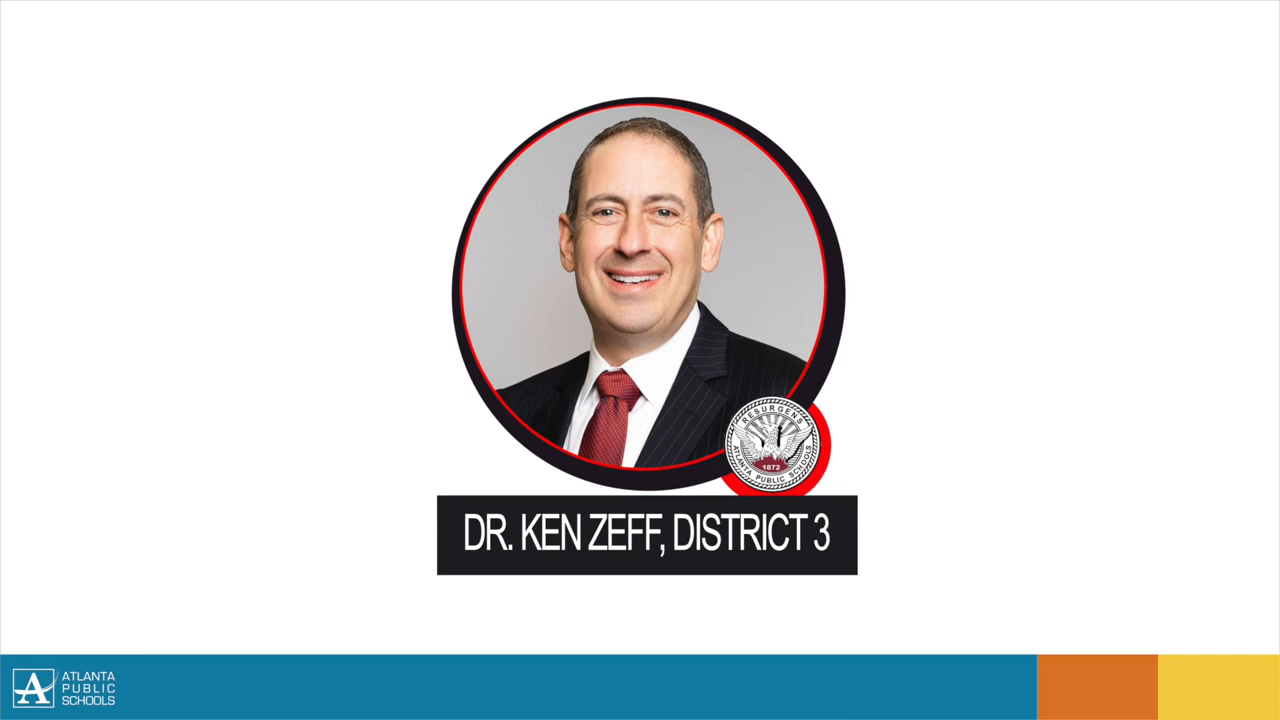 RESURGENS
1872
ATLANTA PUBLIC SCHOOLS
DR. KEN ZEFF, DISTRICT 3
ATLANTA
PUBLIC
SCHOOLS